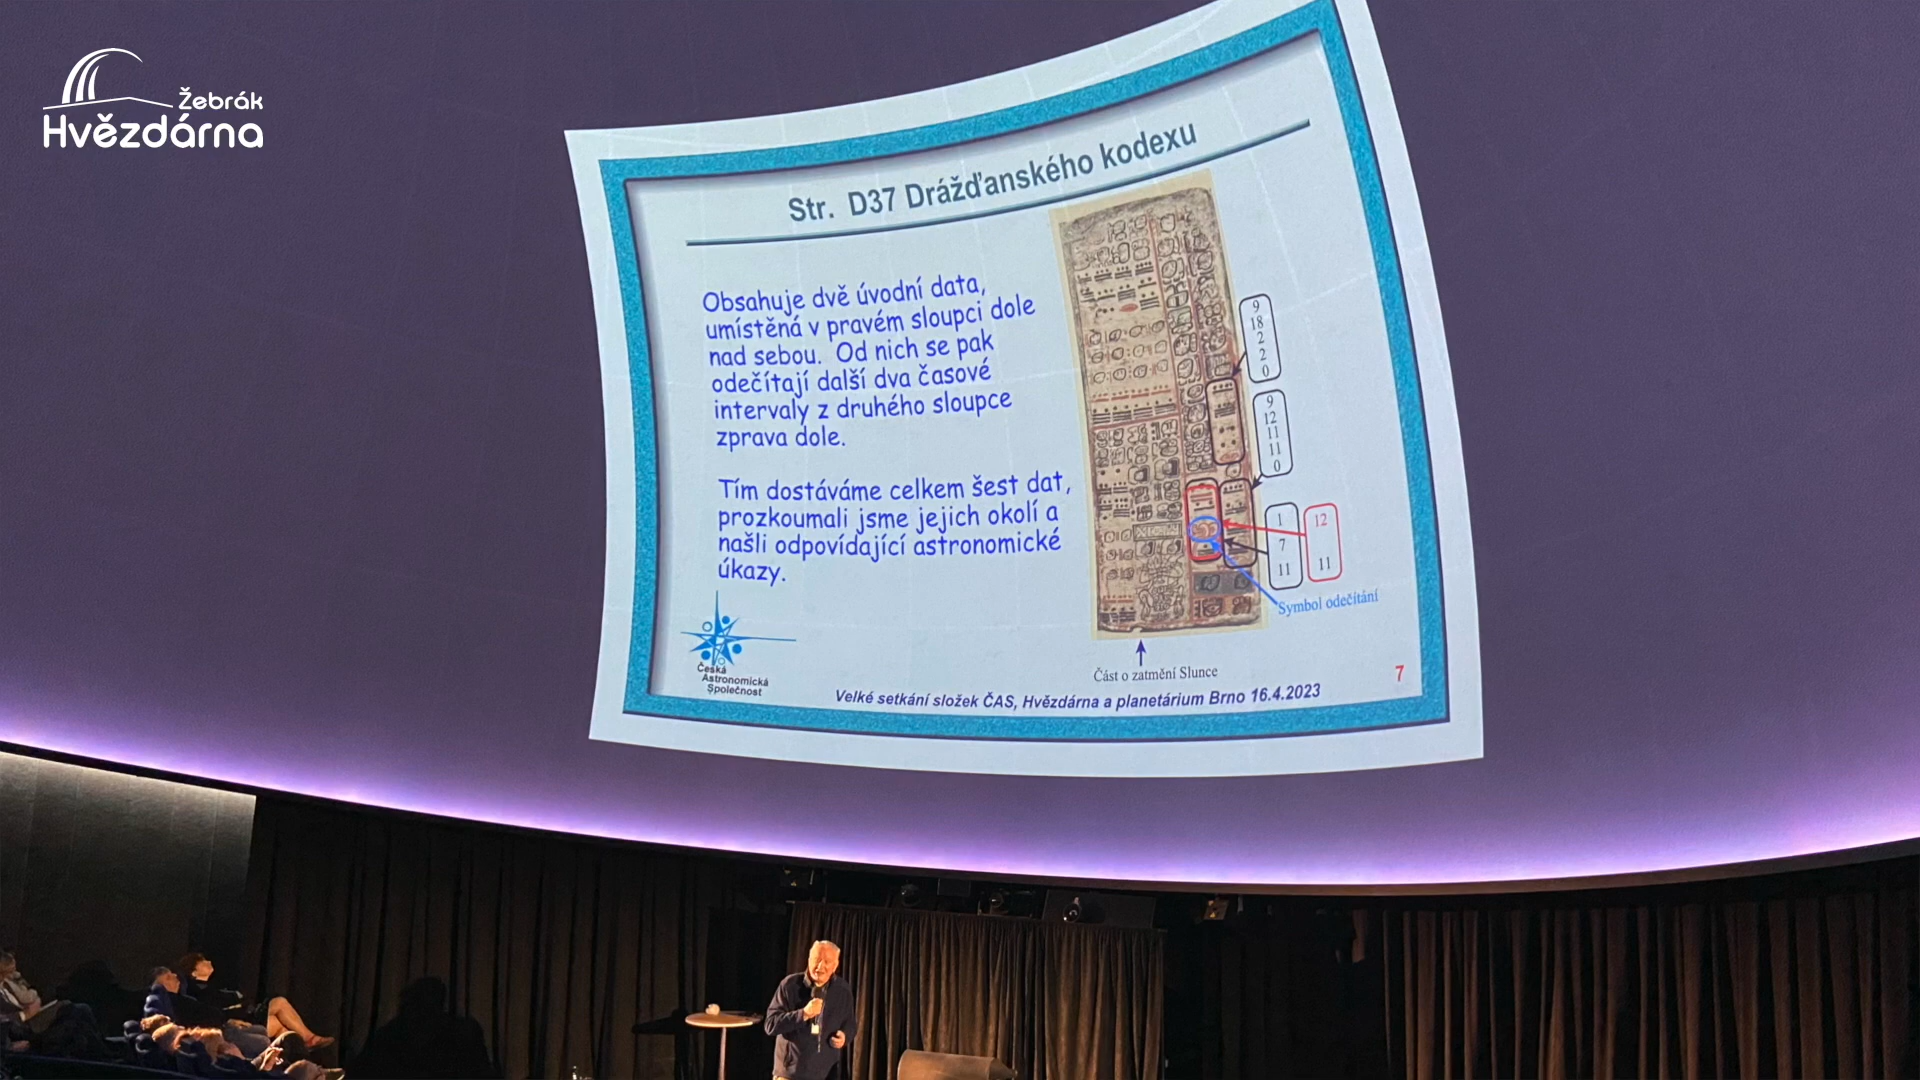 Žebrák
Hvězdárna
Str. D37 Drážďanského kodexu
Obsahuje dvě úvodní data,
umístěná v pravém sloupci dole
nad sebou. Od nich se pak
odečítají další dva časové
intervaly z druhého sloupce
zprava dole.
Tím dostáváme celkem šest dat,
prozkoumali jsme jejich okolí a
našli odpovídající astronomické
úkazy.
9
18
2
2
0
9
12
11
11
0
1
7
11
12
11
Symbol odečítání
Část o zatmění Slunce
Česká
Astronomická
Společnost
Velké setkání složek ČAS, Hvězdárna a planetárium Brno 16.4.2023
7